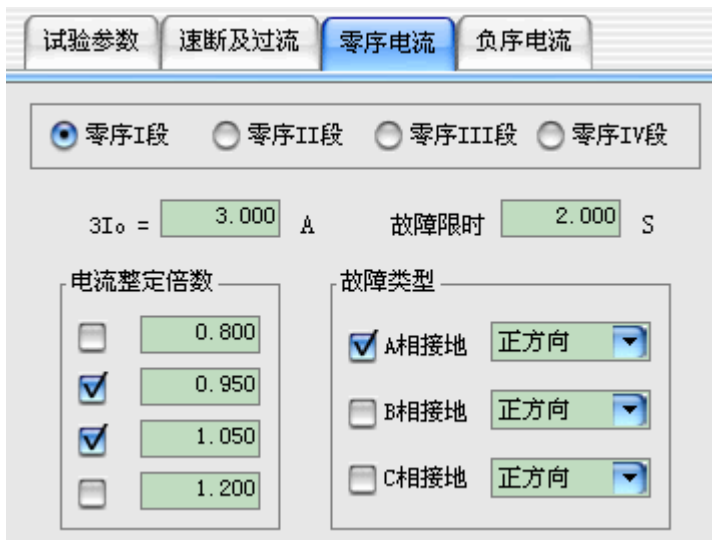 试验参数 速断及过流 零序电流 负序电流
零序I段 零序II段 零序III段 零序IV段
3I₀ = 3.000 A 故障限时 2.000 S
电流整定倍数 故障类型
0.800 A相接地 正方向
0.950 B相接地 正方向
1.050 C相接地 正方向
1.200